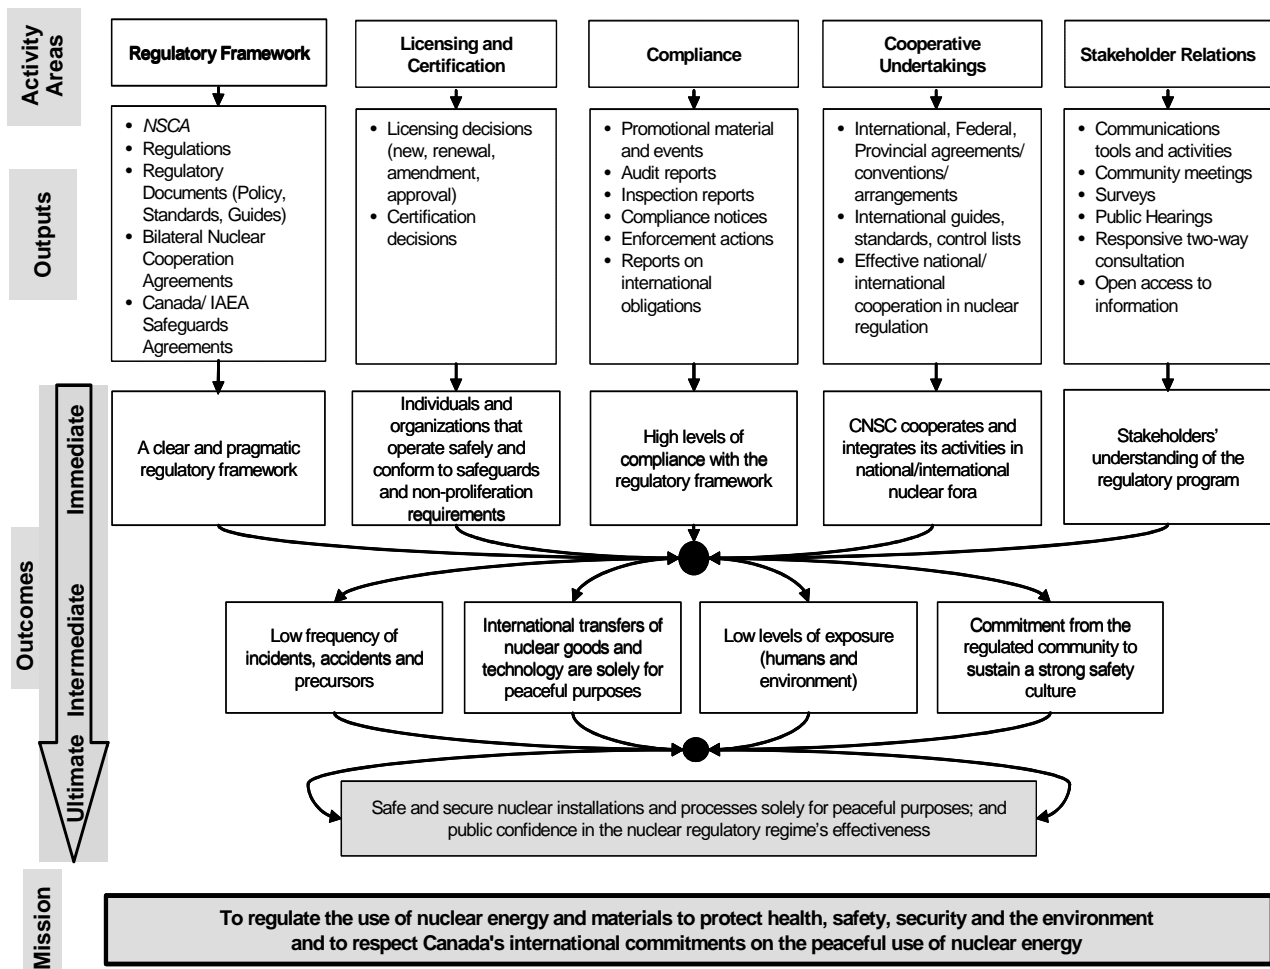 Activity
Areas
Regulatory Framework
Licensing and
Certification
Compliance
Cooperative
Undertakings
Stakeholder Relations
Outputs
• NSCA
• Regulations
• Regulatory
Documents (Policy,
Standards, Guides)
• Bilateral Nuclear
Cooperation
Agreements
• Canada/ IAEA
Safeguards
Agreements
• Licensing decisions
(new, renewal,
amendment,
approval)
• Certification
decisions
• Promotional material
and events
• Audit reports
• Inspection reports
• Compliance notices
• Enforcement actions
• Reports on
international
obligations
• International, Federal,
Provincial agreements/
conventions/
arrangements
• International guides,
standards, control lists
• Effective national/
international
cooperation in nuclear
regulation
• Communications
tools and activities
• Community meetings
• Surveys
• Public Hearings
• Responsive two-way
consultation
• Open access to
information
Outcomes
Immediate
A clear and pragmatic
regulatory framework
Individuals and
organizations that
operate safely and
conform to safeguards
and non-proliferation
requirements
High levels of
compliance with the
regulatory framework
CNSC cooperates and
integrates its activities in
national/international
nuclear fora
Stakeholders'
understanding of the
regulatory program
Intermediate
Low frequency of
incidents, accidents and
precursors
International transfers of
nuclear goods and
technology are solely for
peaceful purposes
Low levels of exposure
(humans and
environment)
Commitment from the
regulated community to
sustain a strong safety
culture
Ultimate
Safe and secure nuclear installations and processes solely for peaceful purposes; and
public confidence in the nuclear regulatory regime's effectiveness
Mission
To regulate the use of nuclear energy and materials to protect health, safety, security and the environment
and to respect Canada's international commitments on the peaceful use of nuclear energy